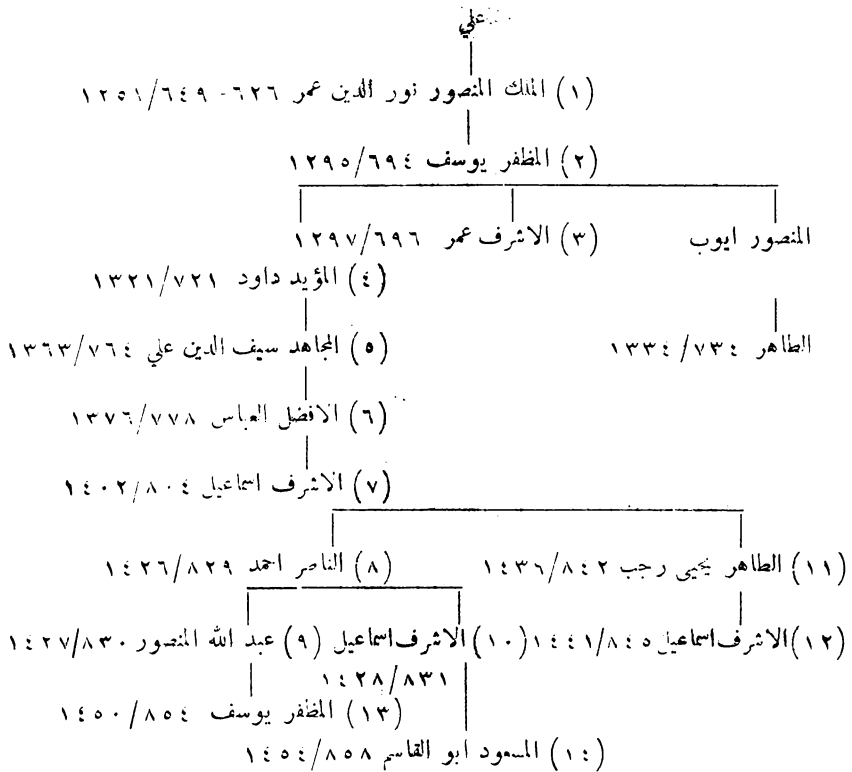 علي
(١) الملك المنصور نور الدين عمر ٦٢٦-١٢٥١/٦٤٩
(٢) المظفر يوسف ١٢٩٥/٦٩٤
المنصور ايوب (٣) الاشرف عمر ١٢٩٧/٦٩٦
(٤) المؤيد داود ١٣٢١/٧٢١
الطاهر ١٣٣٤/٧٣٤ (٥) المجاهد سيف الدين علي ١٣٦٣/٧٦٤
(٦) الافضل العباس ١٣٧٦/٧٧٨
(٧) الاشرف اسماعيل ١٤٠٢/٨٠٤
(١١) الطاهر يحيى رجب ١٤٣٦/٨٤٢ (٨) الناصر احمد ١٤٢٦/٨٢٩
(١٢) الاشرف اسماعيل ١٤٤١/٨٤٥ (١٠) الاشرف اسماعيل (٩) عبد الله المنصور ١٤٢٧/٨٣٠
١٤٢٨/٨٣١
(١٣) المظفر يوسف ١٤٥٠/٨٥٤
(١٤) المسعود ابو القاسم ١٤٥٤/٨٥٨